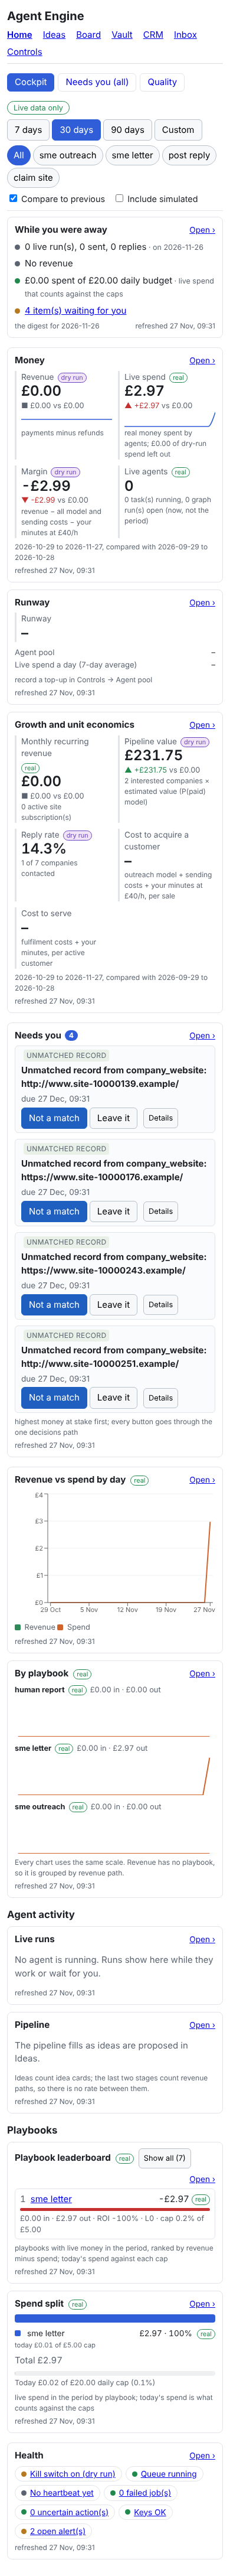 Agent Engine
Home Ideas Board Vault CRM Inbox
Controls
Cockpit Needs you (all) Quality
Live data only
7 days 30 days 90 days Custom
All sme outreach sme letter post reply
claim site
Compare to previous Include simulated
While you were away Open ›
0 live run(s), 0 sent, 0 replies · on 2026-11-26
No revenue
£0.00 spent of £20.00 daily budget · live spend
that counts against the caps
4 item(s) waiting for you
the digest for 2026-11-26 refreshed 27 Nov, 09:31
Money Open ›
Revenue dry run
£0.00
■ £0.00 vs £0.00
payments minus refunds
Live spend real
£2.97
▲ +£2.97 vs £0.00
real money spent by
agents; £0.00 of dry-run
spend left out
Margin dry run
-£2.99
▼ -£2.99 vs £0.00
revenue − all model and
sending costs − your
minutes at £40/h
Live agents real
0
0 task(s) running, 0 graph
run(s) open (now, not the
period)
2026-10-29 to 2026-11-27, compared with 2026-09-29 to
2026-10-28
refreshed 27 Nov, 09:31
Runway Open ›
Runway
–
Agent pool –
Live spend a day (7-day average) –
record a top-up in Controls → Agent pool
refreshed 27 Nov, 09:31
Growth and unit economics Open ›
Monthly recurring
revenue
real
£0.00
■ £0.00 vs £0.00
0 active site
subscription(s)
Pipeline value dry run
£231.75
▲ +£231.75 vs £0.00
2 interested companies ×
estimated value (P(paid)
model)
Reply rate dry run
14.3%
1 of 7 companies
contacted
Cost to acquire a
customer
–
outreach model + sending
costs + your minutes at
£40/h, per sale
Cost to serve
–
fulfilment costs + your
minutes, per active
customer
2026-10-29 to 2026-11-27, compared with 2026-09-29 to
2026-10-28
refreshed 27 Nov, 09:31
Needs you 4 Open ›
UNMATCHED RECORD
Unmatched record from company_website:
http://www.site-10000139.example/
due 27 Dec, 09:31
Not a match Leave it Details
UNMATCHED RECORD
Unmatched record from company_website:
https://www.site-10000176.example/
due 27 Dec, 09:31
Not a match Leave it Details
UNMATCHED RECORD
Unmatched record from company_website:
https://www.site-10000243.example/
due 27 Dec, 09:31
Not a match Leave it Details
UNMATCHED RECORD
Unmatched record from company_website:
http://www.site-10000251.example/
due 27 Dec, 09:31
Not a match Leave it Details
highest money at stake first; every button goes through the
one decisions path
refreshed 27 Nov, 09:31
Revenue vs spend by day real Open ›
£4
£3
£2
£1
£0
29 Oct 5 Nov 12 Nov 19 Nov 27 Nov
Revenue Spend
refreshed 27 Nov, 09:31
By playbook real Open ›
human report real £0.00 in · £0.00 out
sme letter real £0.00 in · £2.97 out
sme outreach real £0.00 in · £0.00 out
Every chart uses the same scale. Revenue has no playbook,
so it is grouped by revenue path.
refreshed 27 Nov, 09:31
Agent activity
Live runs Open ›
No agent is running. Runs show here while they
work or wait for you.
refreshed 27 Nov, 09:31
Pipeline Open ›
The pipeline fills as ideas are proposed in
Ideas.
Ideas count idea cards; the last two stages count revenue
paths, so there is no rate between them.
refreshed 27 Nov, 09:31
Playbooks
Playbook leaderboard real Show all (7)
Open ›
1 sme letter -£2.97 real
£0.00 in · £2.97 out · ROI −100% · L0 · cap 0.2% of
£5.00
playbooks with live money in the period, ranked by revenue
minus spend; today's spend against each cap
refreshed 27 Nov, 09:31
Spend split real Open ›
sme letter £2.97 · 100% real
today £0.01 of £5.00 cap
Total £2.97
Today £0.02 of £20.00 daily cap (0.1%)
live spend in the period by playbook; today's spend is what
counts against the caps
refreshed 27 Nov, 09:31
Health Open ›
Kill switch on (dry run) Queue running
No heartbeat yet 0 failed job(s)
0 uncertain action(s) Keys OK
2 open alert(s)
refreshed 27 Nov, 09:31